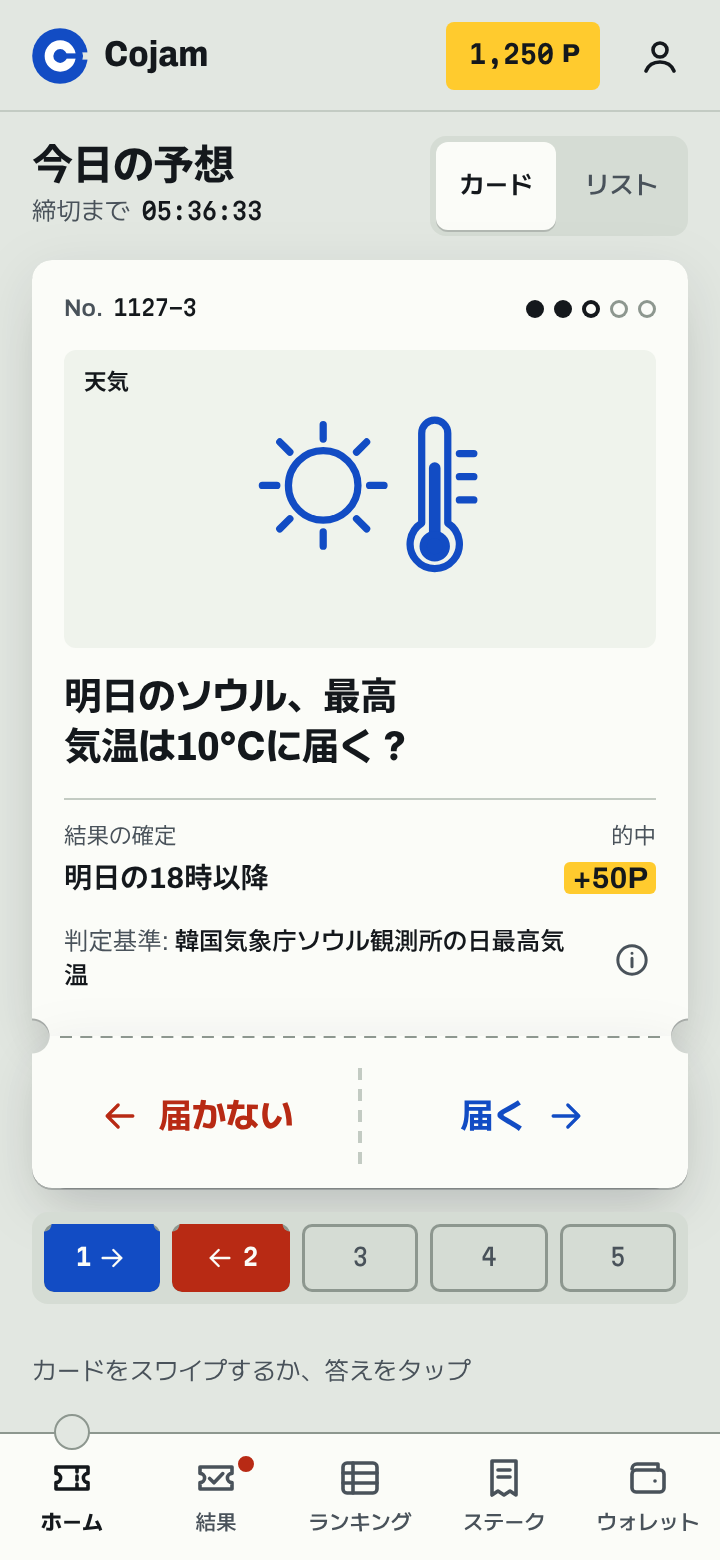 Cojam
1,250 P
今日の予想
締切まで 05:36:33
カード
リスト
No. 1127–3
天気
明日のソウル、最高
気温は10°Cに届く？
結果の確定
的中
明日の18時以降
+50P
判定基準: 韓国気象庁ソウル観測所の日最高気
温
← 届かない
届く →
1 →
← 2
3
4
5
カードをスワイプするか、答えをタップ
ホーム
結果
ランキング
ステーク
ウォレット